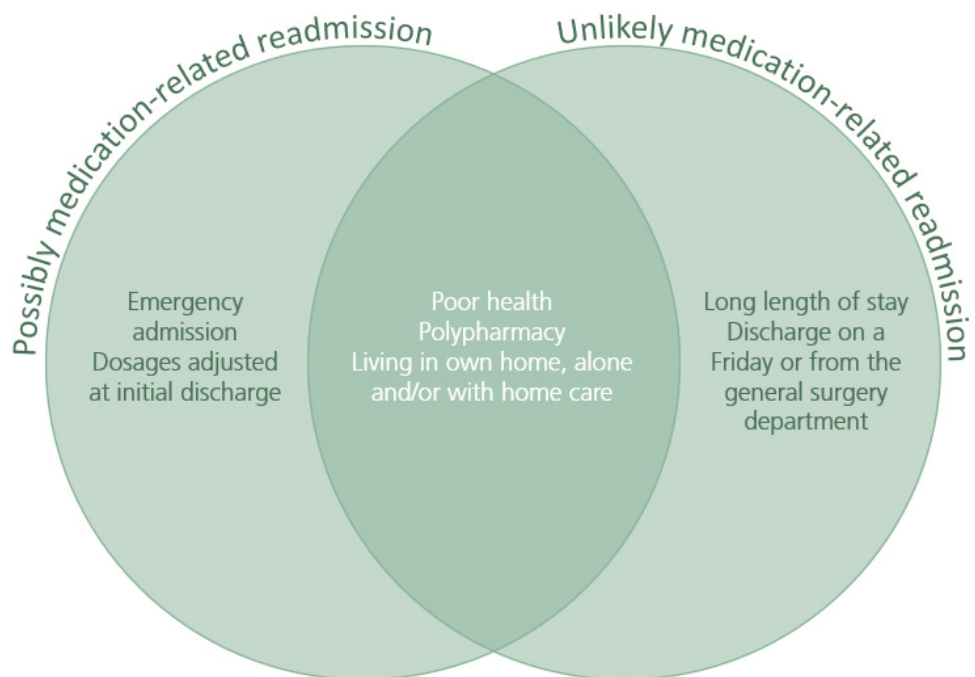 Possibly medication-related readmission
Unlikely medication-related readmission
Emergency
admission
Dosages adjusted
at initial discharge
Poor health
Polypharmacy
Living in own home, alone
and/or with home care
Long length of stay
Discharge on a
Friday or from the
general surgery
department